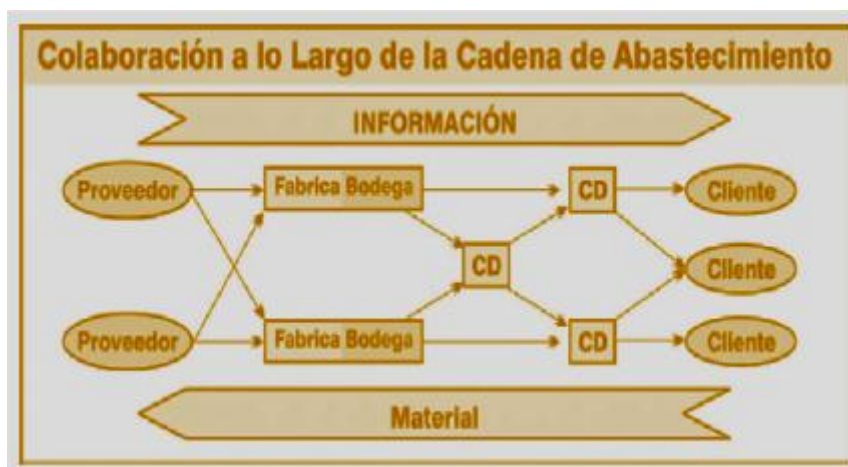 Colaboración a lo Largo de la Cadena de Abastecimiento
INFORMACIÓN
Proveedor
Fabrica Bodega
CD
Cliente
CD
Cliente
Proveedor
Fabrica Bodega
CD
Cliente
Material